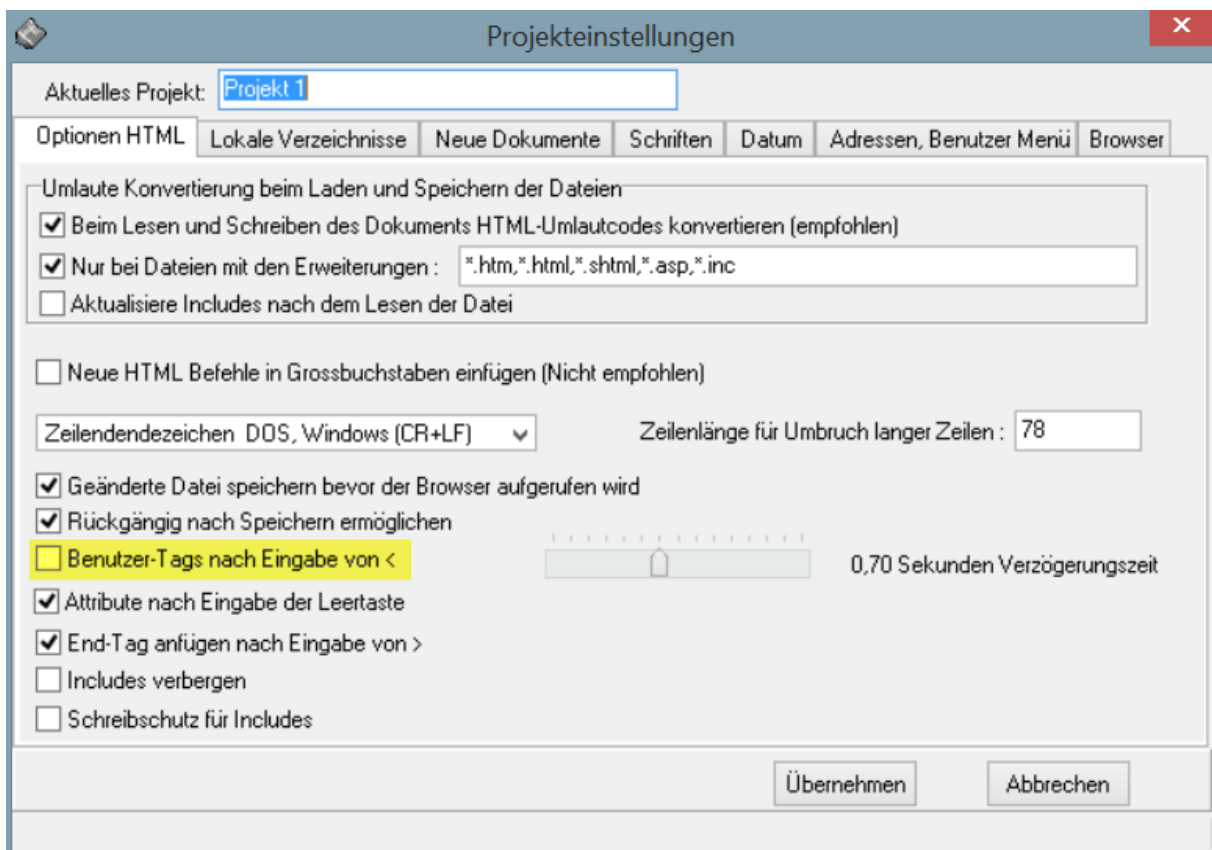 Projekteinstellungen
Aktuelles Projekt: Projekt 1
Optionen HTML Lokale Verzeichnisse Neue Dokumente Schriften Datum Adressen, Benutzer Menü Browser
Umlaute Konvertierung beim Laden und Speichern der Dateien
Beim Lesen und Schreiben des Dokuments HTML-Umlautcodes konvertieren (empfohlen)
Nur bei Dateien mit den Erweiterungen : *.htm,*.html,*.shtml,*.asp,*.inc
Aktualisiere Includes nach dem Lesen der Datei
Neue HTML Befehle in Grossbuchstaben einfügen (Nicht empfohlen)
Zeilendendezeichen DOS, Windows (CR+LF) Zeilenlänge für Umbruch langer Zeilen : 78
Geänderte Datei speichern bevor der Browser aufgerufen wird
Rückgängig nach Speichern ermöglichen
Benutzer-Tags nach Eingabe von < 0,70 Sekunden Verzögerungszeit
Attribute nach Eingabe der Leertaste
End-Tag anfügen nach Eingabe von >
Includes verbergen
Schreibschutz für Includes
Übernehmen Abbrechen